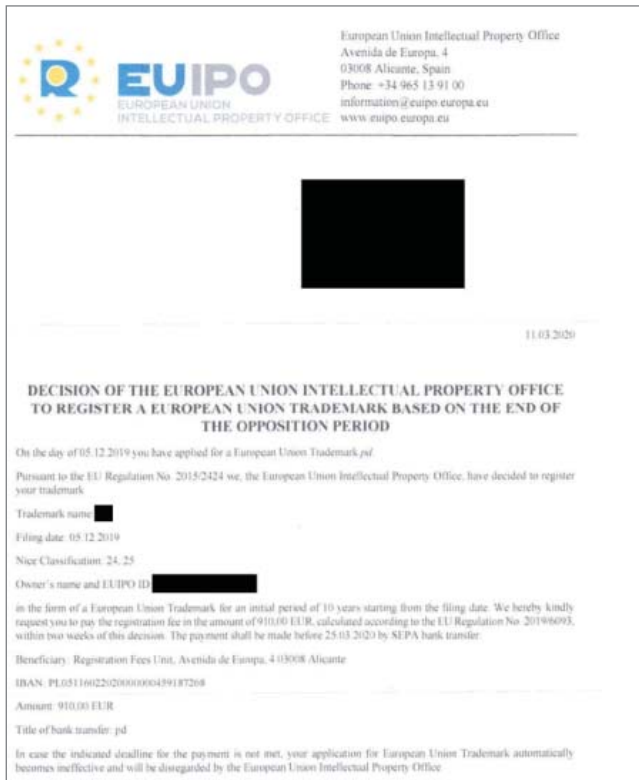 European Union Intellectual Property Office
Avenida de Europa, 4
03008 Alicante, Spain
Phone: +34 965 13 91 00
information@euipo.europa.eu
www.euipo.europa.eu
R
EUIPO
EUROPEAN UNION
INTELLECTUAL PROPERTY OFFICE
11.03.2020
DECISION OF THE EUROPEAN UNION INTELLECTUAL PROPERTY OFFICE
TO REGISTER A EUROPEAN UNION TRADEMARK BASED ON THE END OF
THE OPPOSITION PERIOD
On the day of 05.12.2019 you have applied for a European Union Trademark pd.
Pursuant to the EU Regulation No. 2015/2424 we, the European Union Intellectual Property Office, have decided to register
your trademark
Trademark name:
Filing date: 05.12.2019
Nice Classification: 24, 25
Owner's name and EUIPO ID:
in the form of a European Union Trademark for an initial period of 10 years starting from the filing date. We hereby kindly
request you to pay the registration fee in the amount of 910,00 EUR, calculated according to the EU Regulation No. 2019/6093,
within two weeks of this decision. The payment shall be made before 25.03.2020 by SEPA bank transfer.
Beneficiary: Registration Fees Unit, Avenida de Europa, 4 03008 Alicante
IBAN: PL05116022020000000459187268
Amount: 910,00 EUR
Title of bank transfer: pd
In case the indicated deadline for the payment is not met, your application for European Union Trademark automatically
becomes ineffective and will be disregarded by the European Union Intellectual Property Office